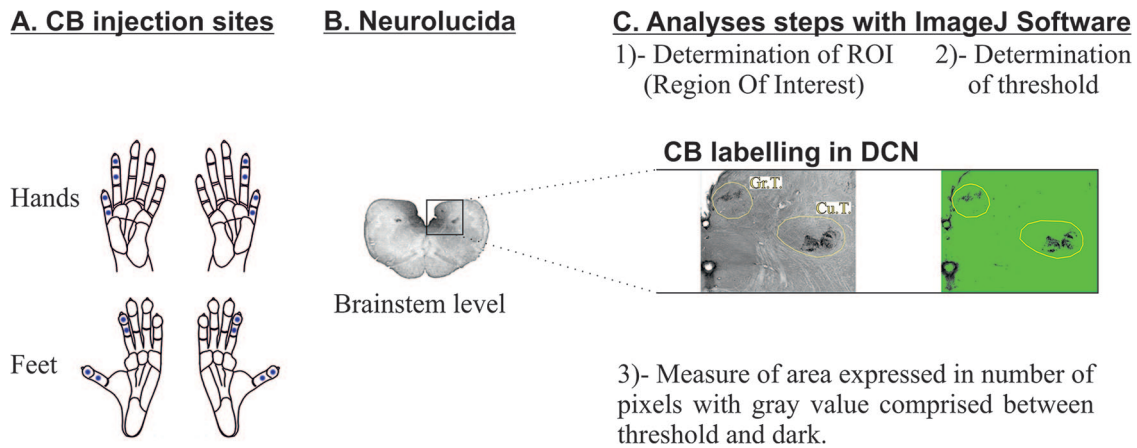 A. CB injection sites
B. Neurolucida
C. Analyses steps with ImageJ Software
1)- Determination of ROI
(Region Of Interest)
2)- Determination
of threshold
CB labelling in DCN
Hands
Gr.T.
Cu.T.
Brainstem level
Feet
3)- Measure of area expressed in number of
pixels with gray value comprised between
threshold and dark.